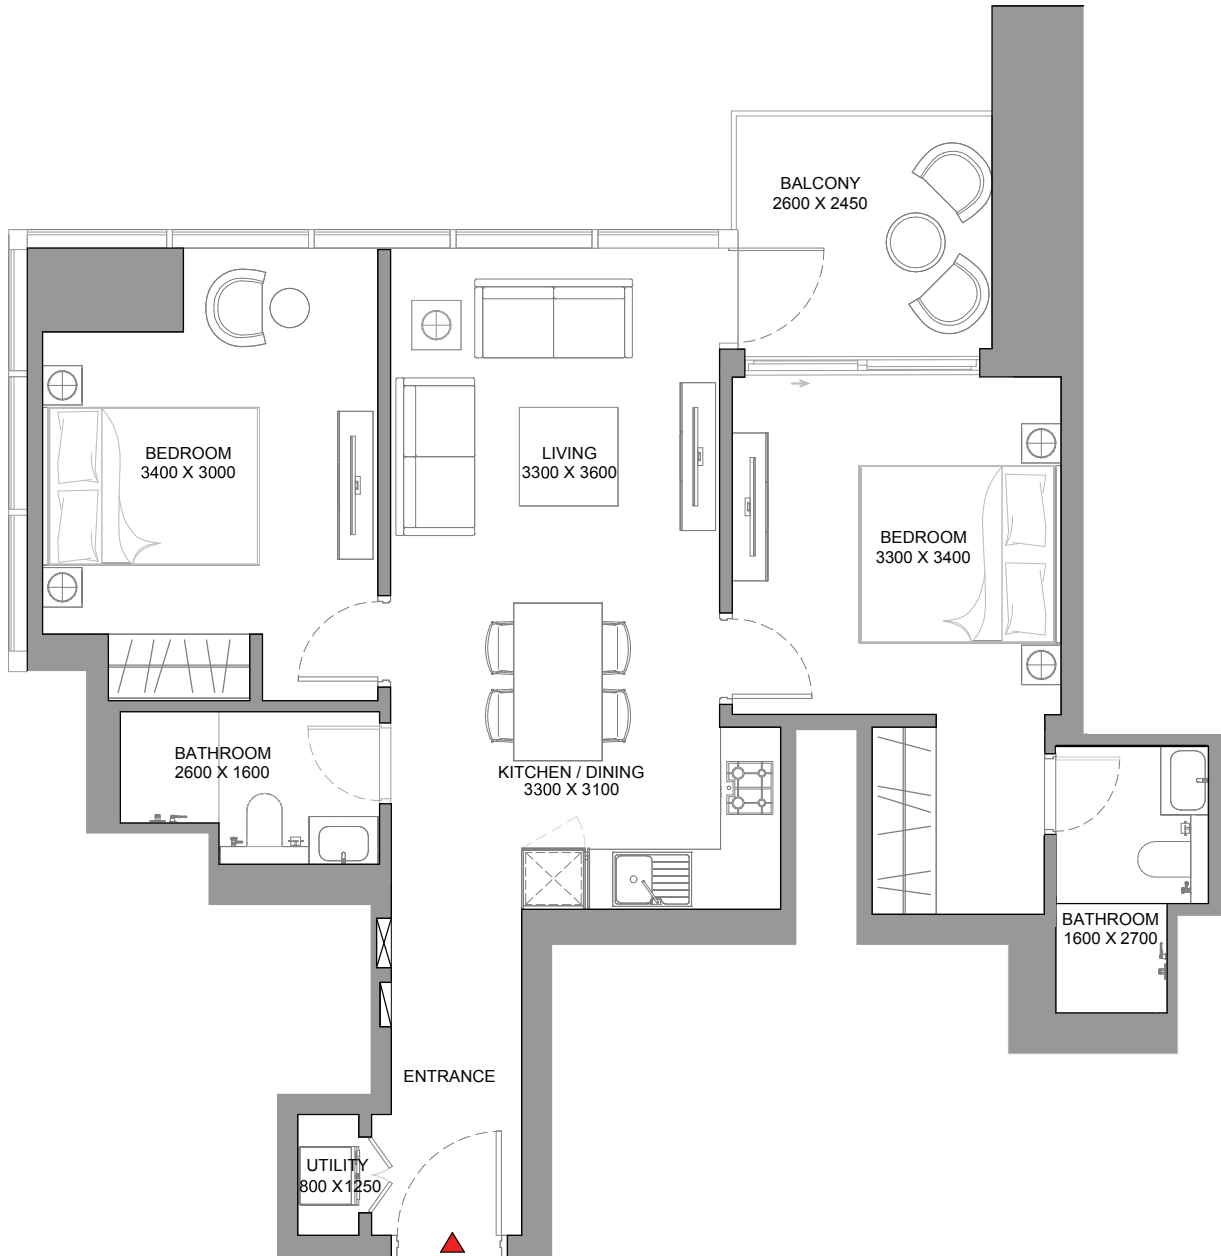 BALCONY
2600 X 2450
BEDROOM
3400 X 3000
LIVING
3300 X 3600
BEDROOM
3300 X 3400
BATHROOM
2600 X 1600
KITCHEN / DINING
3300 X 3100
BATHROOM
1600 X 2700
ENTRANCE
UTILITY
800 X1250